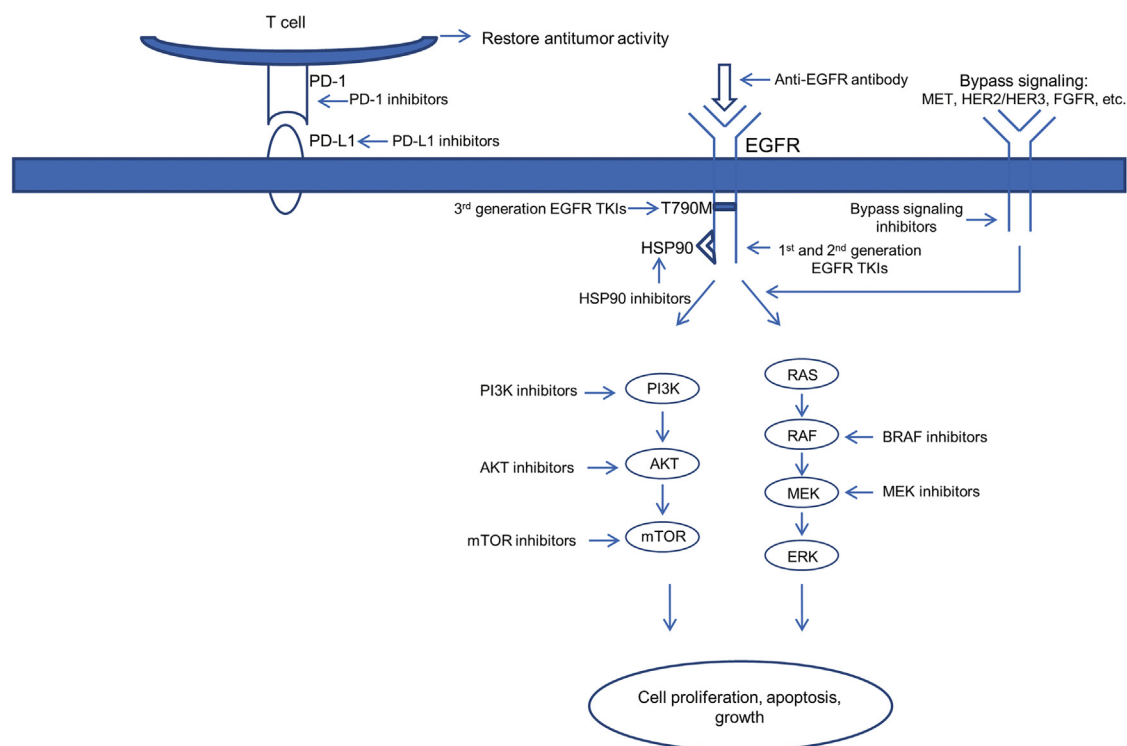 T cell
Restore antitumor activity
PD-1
PD-1 inhibitors
PD-L1
PD-L1 inhibitors
Anti-EGFR antibody
EGFR
Bypass signaling:
MET, HER2/HER3, FGFR, etc.
3rd generation EGFR TKIs
T790M
Bypass signaling
inhibitors
HSP90
1st and 2nd generation
EGFR TKIs
HSP90 inhibitors
PI3K inhibitors
PI3K
RAS
RAF
BRAF inhibitors
AKT inhibitors
AKT
MEK
MEK inhibitors
mTOR inhibitors
mTOR
ERK
Cell proliferation, apoptosis,
growth